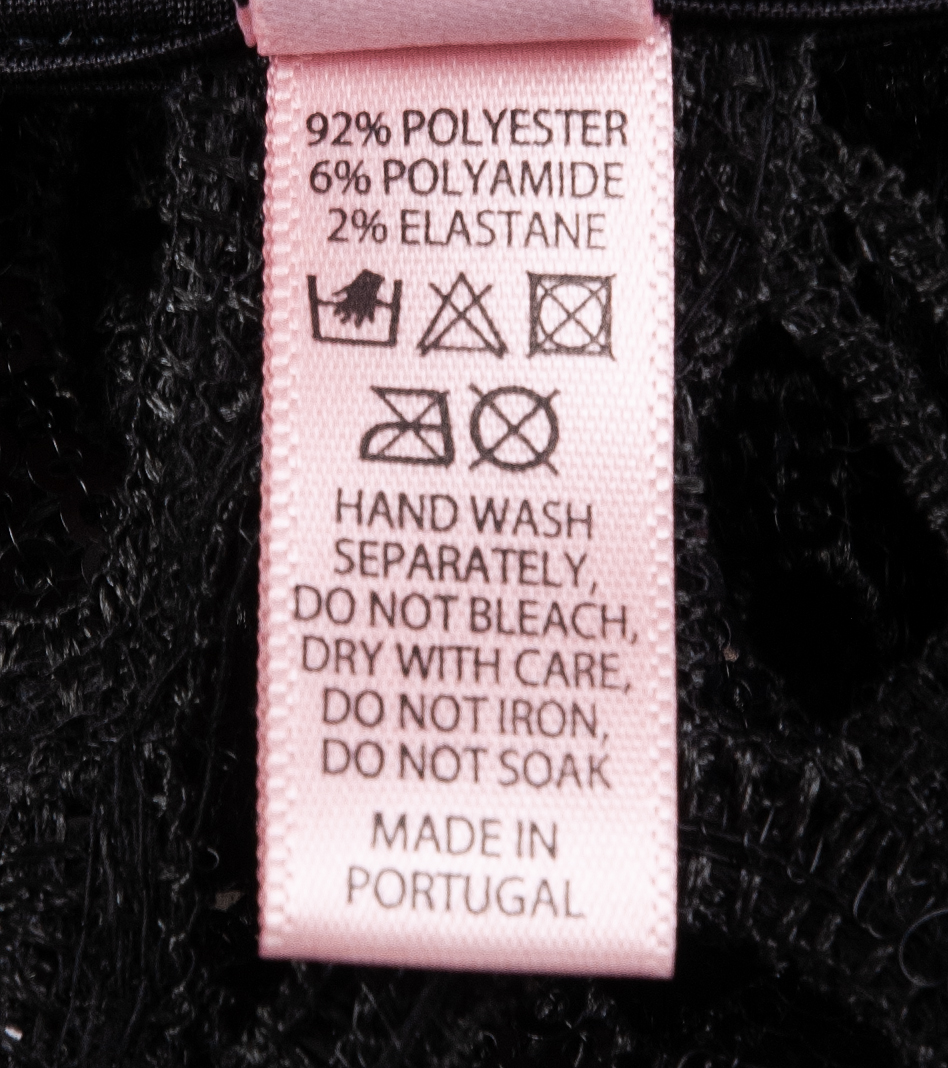 92% POLYESTER
6% POLYAMIDE
2% ELASTANE
HAND WASH
SEPARATELY,
DO NOT BLEACH,
DRY WITH CARE,
DO NOT IRON,
DO NOT SOAK
MADE IN
PORTUGAL